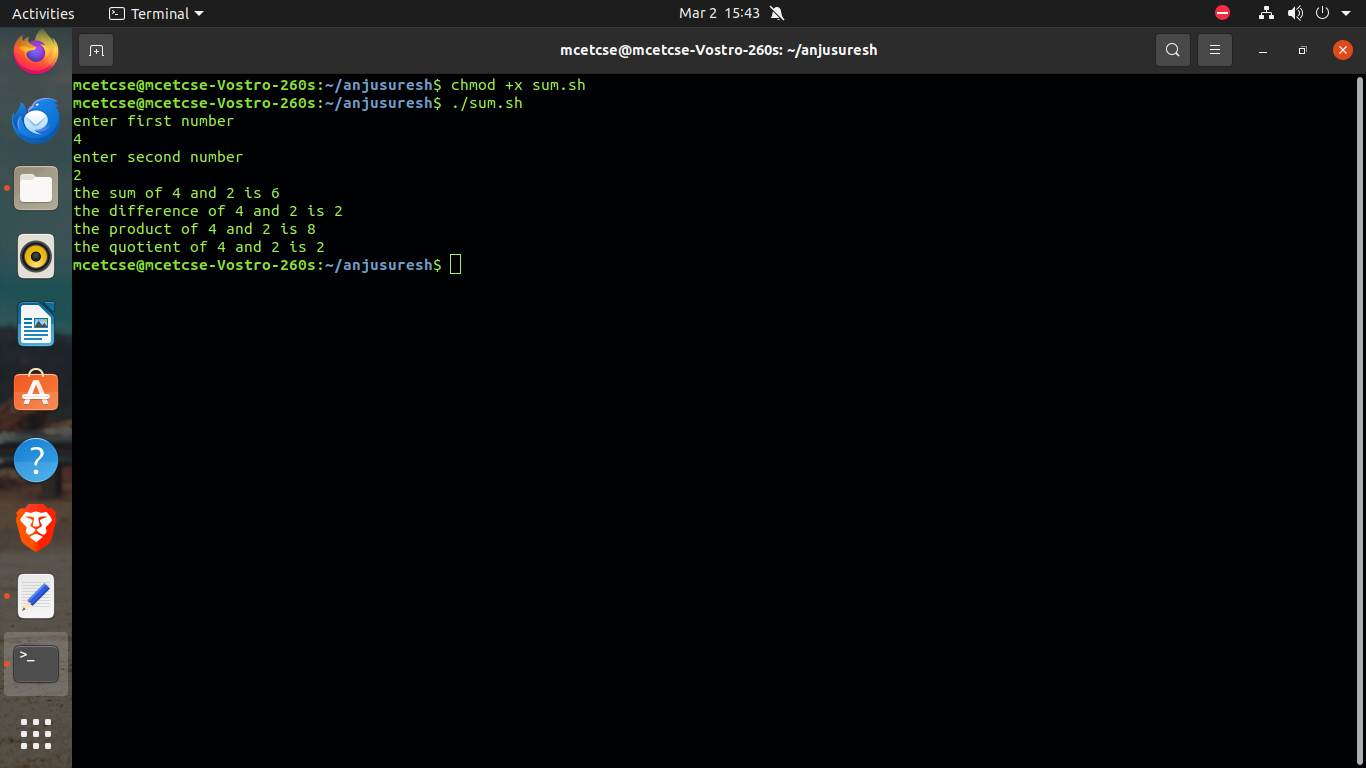 Activities
Terminal
Mar 2 15:43
mcetcse@mcetcse-Vostro-260s: ~/anjusuresh
mcetcse@mcetcse-Vostro-260s:~/anjusuresh$ chmod +x sum.sh
mcetcse@mcetcse-Vostro-260s:~/anjusuresh$ ./sum.sh
enter first number
4
enter second number
2
the sum of 4 and 2 is 6
the difference of 4 and 2 is 2
the product of 4 and 2 is 8
the quotient of 4 and 2 is 2
mcetcse@mcetcse-Vostro-260s:~/anjusuresh$